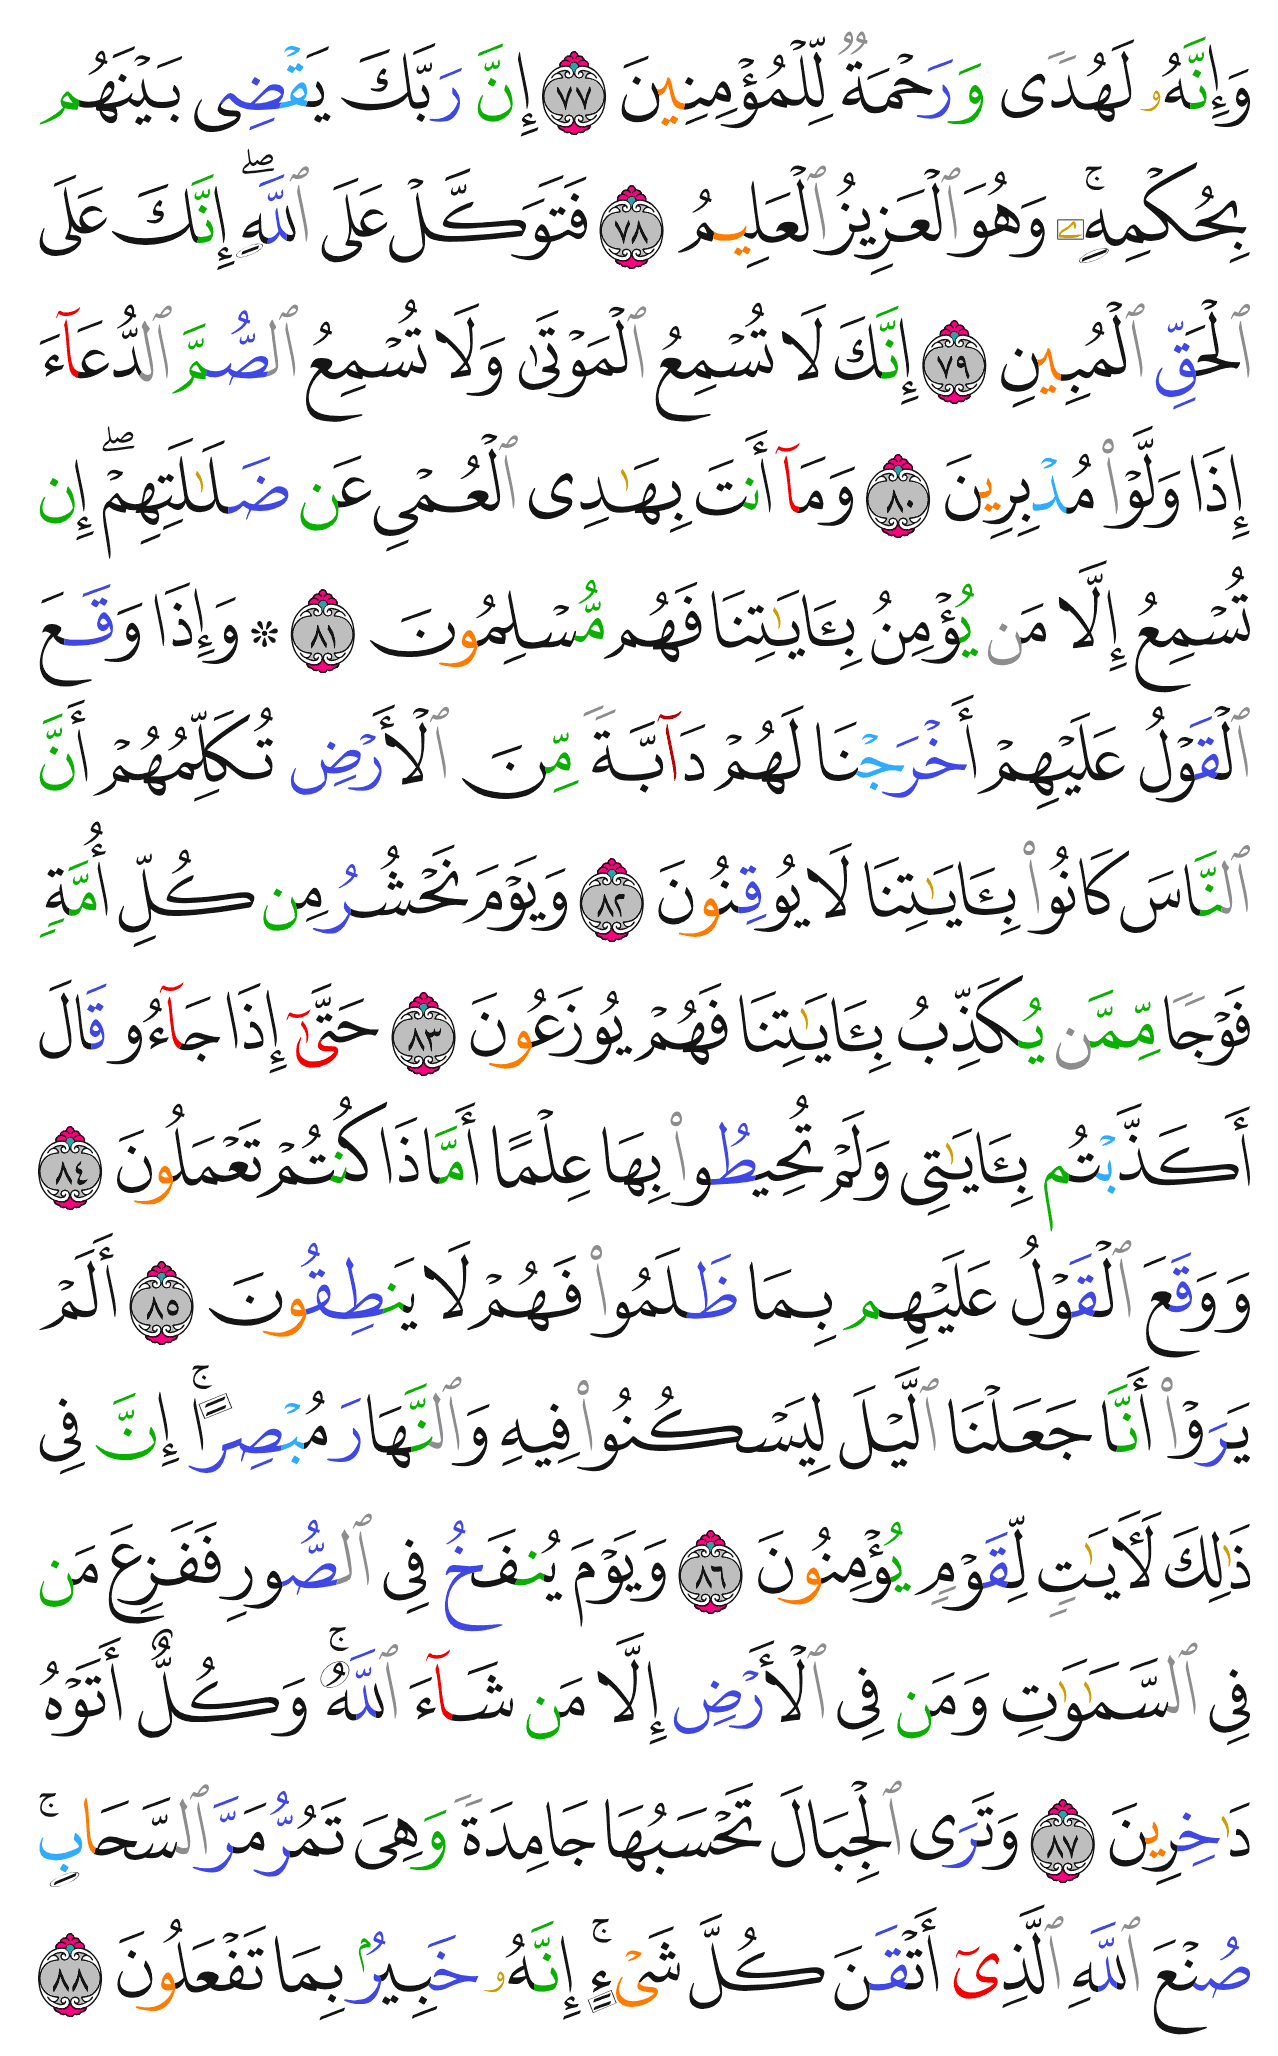 وَإِنَّهُۥ لَهُدًى وَرَحْمَةٌ لِّلْمُؤْمِنِينَ ٧٧ إِنَّ رَبَّكَ يَقْضِى بَيْنَهُم
بِحُكْمِهِۦ ۚ وَهُوَ ٱلْعَزِيزُ ٱلْعَلِيمُ ٧٨ فَتَوَكَّلْ عَلَى ٱللَّهِ ۖ إِنَّكَ عَلَى
ٱلْحَقِّ ٱلْمُبِينِ ٧٩ إِنَّكَ لَا تُسْمِعُ ٱلْمَوْتَىٰ وَلَا تُسْمِعُ ٱلصُّمَّ ٱلدُّعَآءَ
إِذَا وَلَّوْا۟ مُدْبِرِينَ ٨٠ وَمَآ أَنتَ بِهَـٰدِى ٱلْعُمْىِ عَن ضَلَـٰلَتِهِمْ ۖ إِن
تُسْمِعُ إِلَّا مَن يُؤْمِنُ بِـَٔايَـٰتِنَا فَهُم مُّسْلِمُونَ ٨١ ۞ وَإِذَا وَقَعَ
ٱلْقَوْلُ عَلَيْهِمْ أَخْرَجْنَا لَهُمْ دَآبَّةً مِّنَ ٱلْأَرْضِ تُكَلِّمُهُمْ أَنَّ
ٱلنَّاسَ كَانُوا۟ بِـَٔايَـٰتِنَا لَا يُوقِنُونَ ٨٢ وَيَوْمَ نَحْشُرُ مِن كُلِّ أُمَّةٍ
فَوْجًا مِّمَّن يُكَذِّبُ بِـَٔايَـٰتِنَا فَهُمْ يُوزَعُونَ ٨٣ حَتَّىٰٓ إِذَا جَآءُو قَالَ
أَكَذَّبْتُم بِـَٔايَـٰتِى وَلَمْ تُحِيطُوا۟ بِهَا عِلْمًا أَمَّاذَا كُنتُمْ تَعْمَلُونَ ٨٤
وَوَقَعَ ٱلْقَوْلُ عَلَيْهِم بِمَا ظَلَمُوا۟ فَهُمْ لَا يَنطِقُونَ ٨٥ أَلَمْ
يَرَوْا۟ أَنَّا جَعَلْنَا ٱلَّيْلَ لِيَسْكُنُوا۟ فِيهِ وَٱلنَّهَارَ مُبْصِرًا ۚ إِنَّ فِى
ذَٰلِكَ لَـَٔايَـٰتٍ لِّقَوْمٍ يُؤْمِنُونَ ٨٦ وَيَوْمَ يُنفَخُ فِى ٱلصُّورِ فَفَزِعَ مَن
فِى ٱلسَّمَـٰوَٰتِ وَمَن فِى ٱلْأَرْضِ إِلَّا مَن شَآءَ ٱللَّهُ ۚ وَكُلٌّ أَتَوْهُ
دَٰخِرِينَ ٨٧ وَتَرَى ٱلْجِبَالَ تَحْسَبُهَا جَامِدَةً وَهِىَ تَمُرُّ مَرَّ ٱلسَّحَابِ ۚ
صُنْعَ ٱللَّهِ ٱلَّذِىٓ أَتْقَنَ كُلَّ شَىْءٍ ۚ إِنَّهُۥ خَبِيرٌۢ بِمَا تَفْعَلُونَ ٨٨